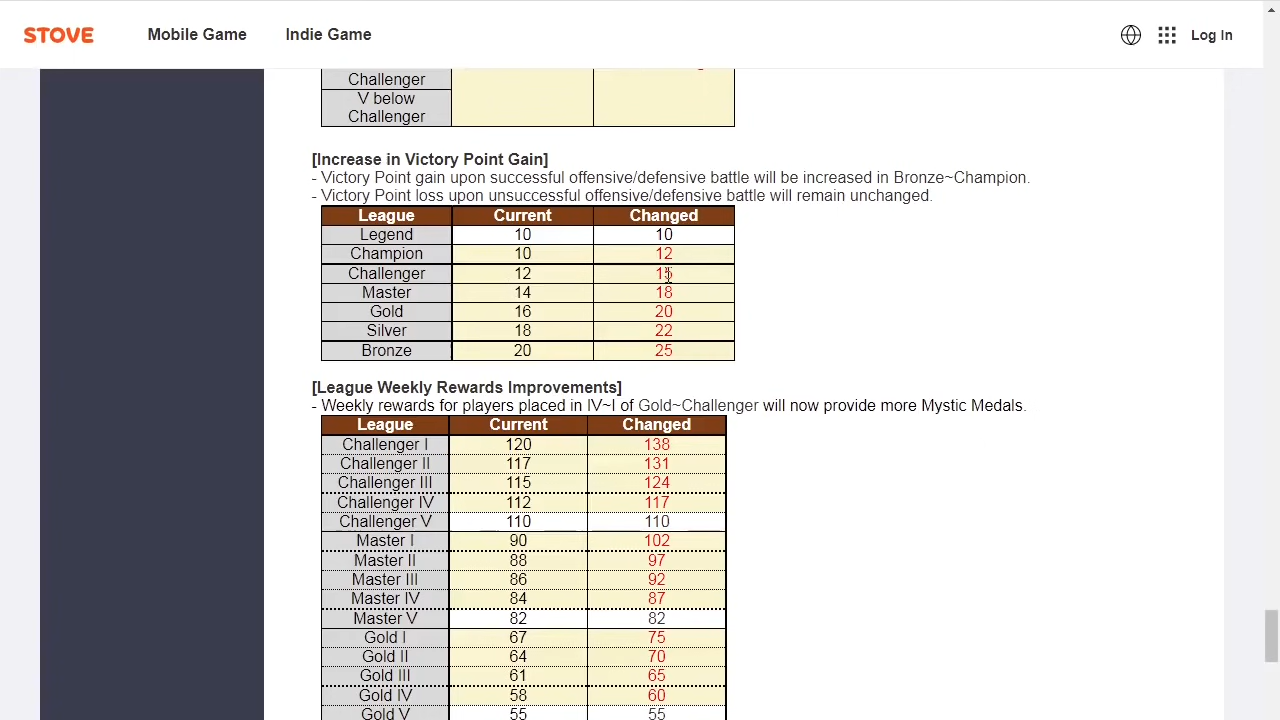 STOVE Mobile Game Indie Game Log In
Challenger
V below
Challenger
[Increase in Victory Point Gain]
- Victory Point gain upon successful offensive/defensive battle will be increased in Bronze~Champion.
- Victory Point loss upon unsuccessful offensive/defensive battle will remain unchanged.
League Current Changed
Legend 10 10
Champion 10 12
Challenger 12 15
Master 14 18
Gold 16 20
Silver 18 22
Bronze 20 25
[League Weekly Rewards Improvements]
- Weekly rewards for players placed in IV~I of Gold~Challenger will now provide more Mystic Medals.
League Current Changed
Challenger I 120 138
Challenger II 117 131
Challenger III 115 124
Challenger IV 112 117
Challenger V 110 110
Master I 90 102
Master II 88 97
Master III 86 92
Master IV 84 87
Master V 82 82
Gold I 67 75
Gold II 64 70
Gold III 61 65
Gold IV 58 60
Gold V 55 55